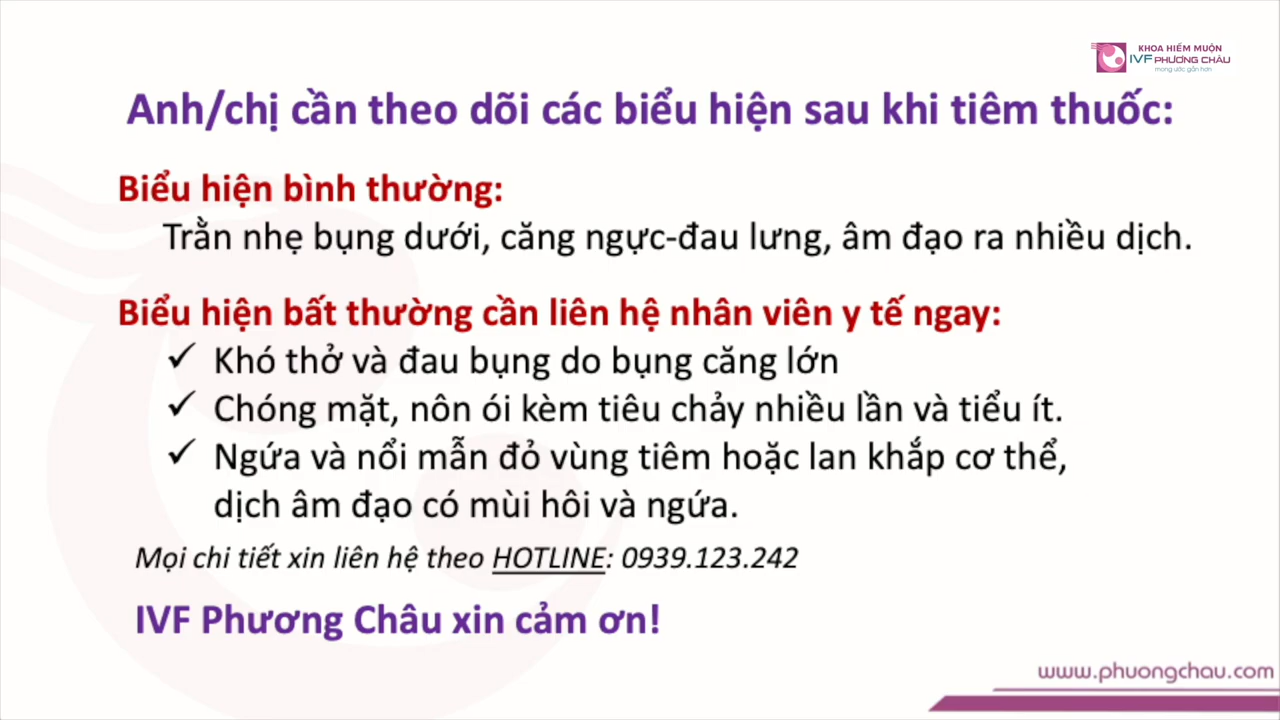 KHOA HIẾM MUỘN
IVF PHƯƠNG CHÂU
mong ước gần hơn
Anh/chị cần theo dõi các biểu hiện sau khi tiêm thuốc:
Biểu hiện bình thường:
Trằn nhẹ bụng dưới, căng ngực-đau lưng, âm đạo ra nhiều dịch.
Biểu hiện bất thường cần liên hệ nhân viên y tế ngay:
✓ Khó thở và đau bụng do bụng căng lớn
✓ Chóng mặt, nôn ói kèm tiêu chảy nhiều lần và tiểu ít.
✓ Ngứa và nổi mẫn đỏ vùng tiêm hoặc lan khắp cơ thể,
dịch âm đạo có mùi hôi và ngứa.
Mọi chi tiết xin liên hệ theo HOTLINE: 0939.123.242
IVF Phương Châu xin cảm ơn!
www.phuongchau.com